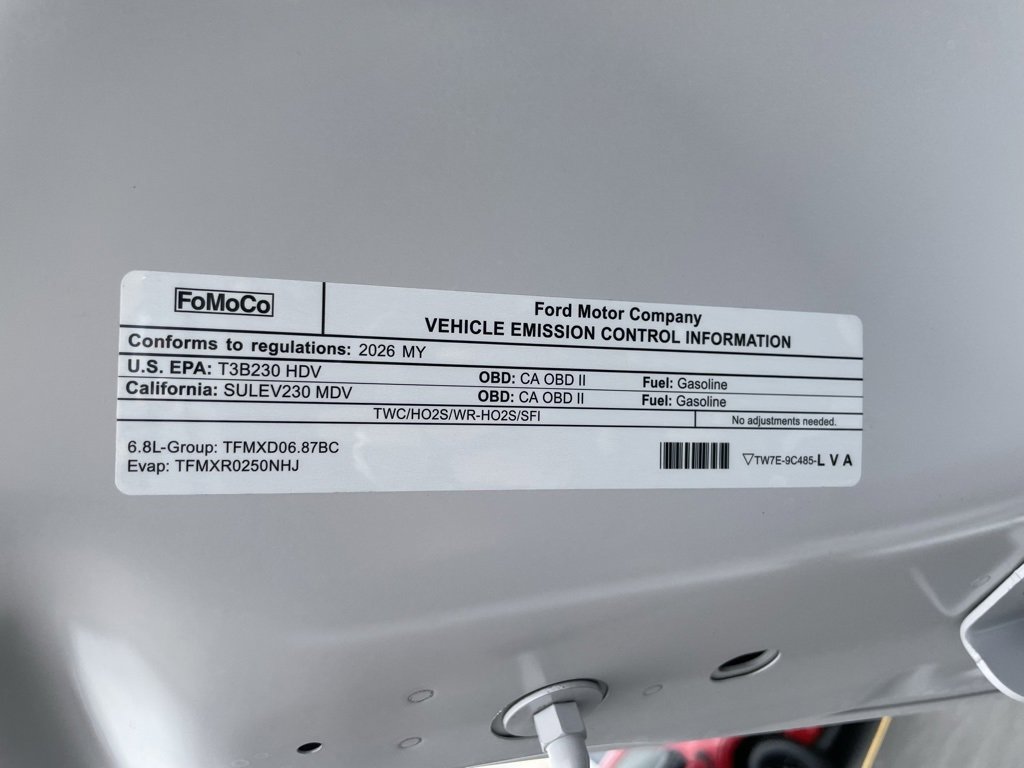 FoMoCo
Ford Motor Company
VEHICLE EMISSION CONTROL INFORMATION
Conforms to regulations: 2026 MY
U.S. EPA: T3B230 HDV OBD: CA OBD II Fuel: Gasoline
California: SULEV230 MDV OBD: CA OBD II Fuel: Gasoline
TWC/HO2S/WR-HO2S/SFI No adjustments needed.
6.8L-Group: TFMXD06.87BC
Evap: TFMXR0250NHJ
TW7E-9C485-L V A